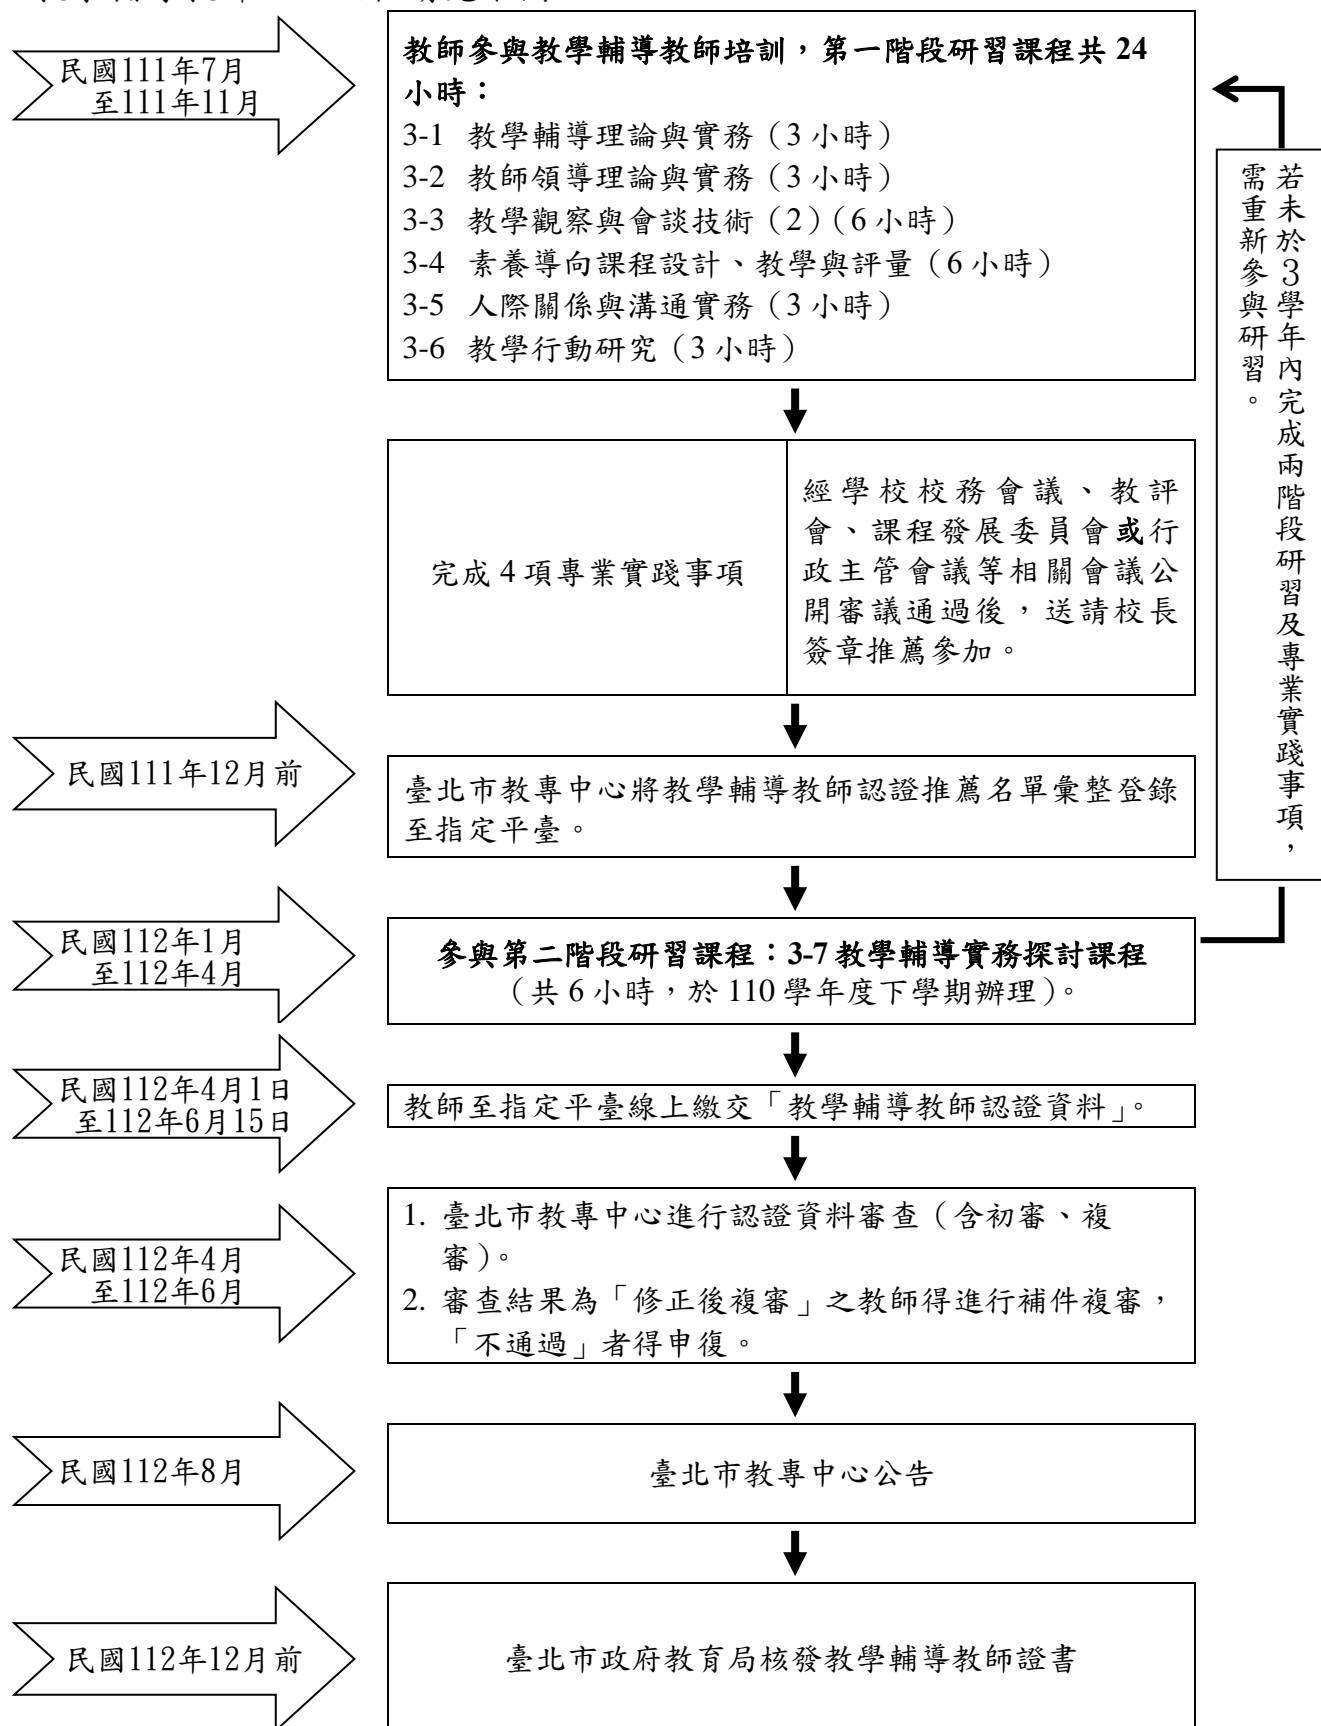 民國111年7月
至111年11月
教師參與教學輔導教師培訓，第一階段研習課程共 24
小時：
3-1 教學輔導理論與實務（3 小時）
3-2 教師領導理論與實務（3 小時）
3-3 教學觀察與會談技術（2）（6 小時）
3-4 素養導向課程設計、教學與評量（6 小時）
3-5 人際關係與溝通實務（3 小時）
3-6 教學行動研究（3 小時）
若未於3學年內完成兩階段研習及專業實踐事項，
需重新參與研習。
完成 4 項專業實踐事項
經學校校務會議、教評
會、課程發展委員會或行
政主管會議等相關會議公
開審議通過後，送請校長
簽章推薦參加。
民國111年12月前
臺北市教專中心將教學輔導教師認證推薦名單彙整登錄
至指定平臺。
民國112年1月
至112年4月
參與第二階段研習課程：3-7 教學輔導實務探討課程
（共 6 小時，於 110 學年度下學期辦理）。
民國112年4月1日
至112年6月15日
教師至指定平臺線上繳交「教學輔導教師認證資料」。
民國112年4月
至112年6月
1. 臺北市教專中心進行認證資料審查（含初審、複
審）。
2. 審查結果為「修正後複審」之教師得進行補件複審，
「不通過」者得申復。
民國112年8月
臺北市教專中心公告
民國112年12月前
臺北市政府教育局核發教學輔導教師證書